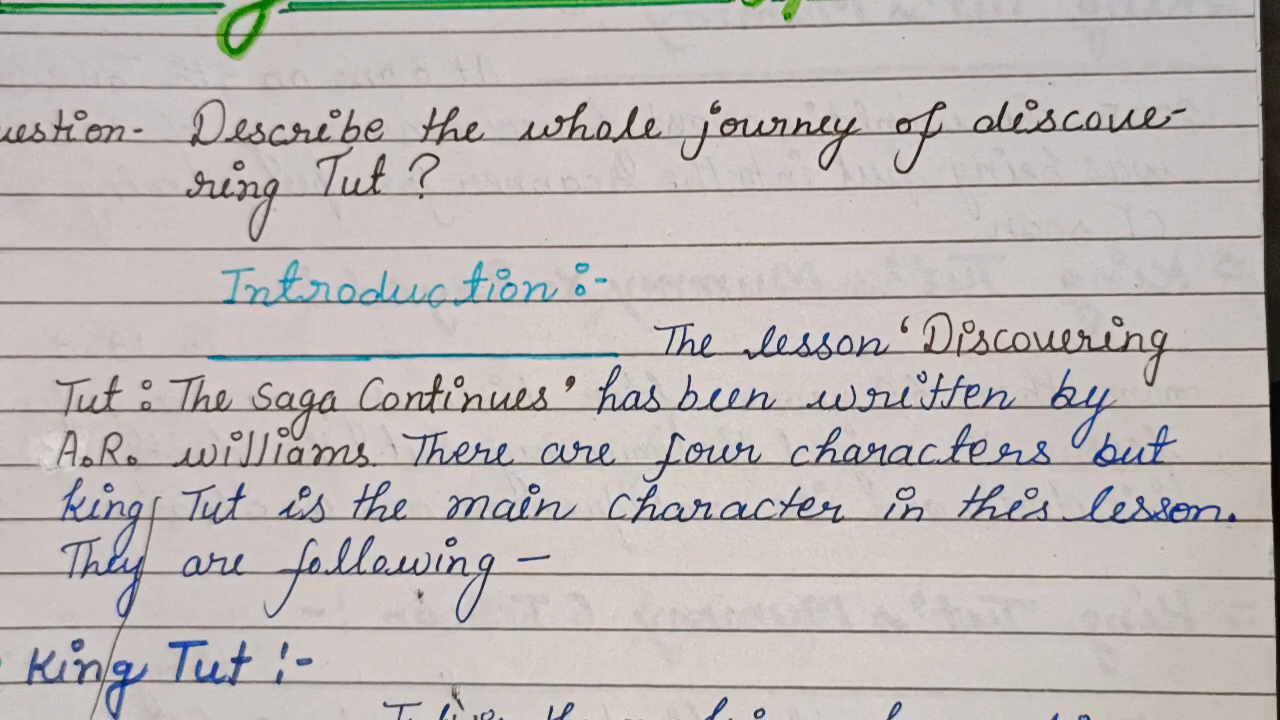 uestion- Describe the whole journey of discove-
ring Tut ?
Introduction :-
The lesson ‘Discovering
Tut : The Saga Continues’ has been written by
A.R. williams. There are four characters but
king Tut is the main character in this lesson.
They are following -
King Tut :-